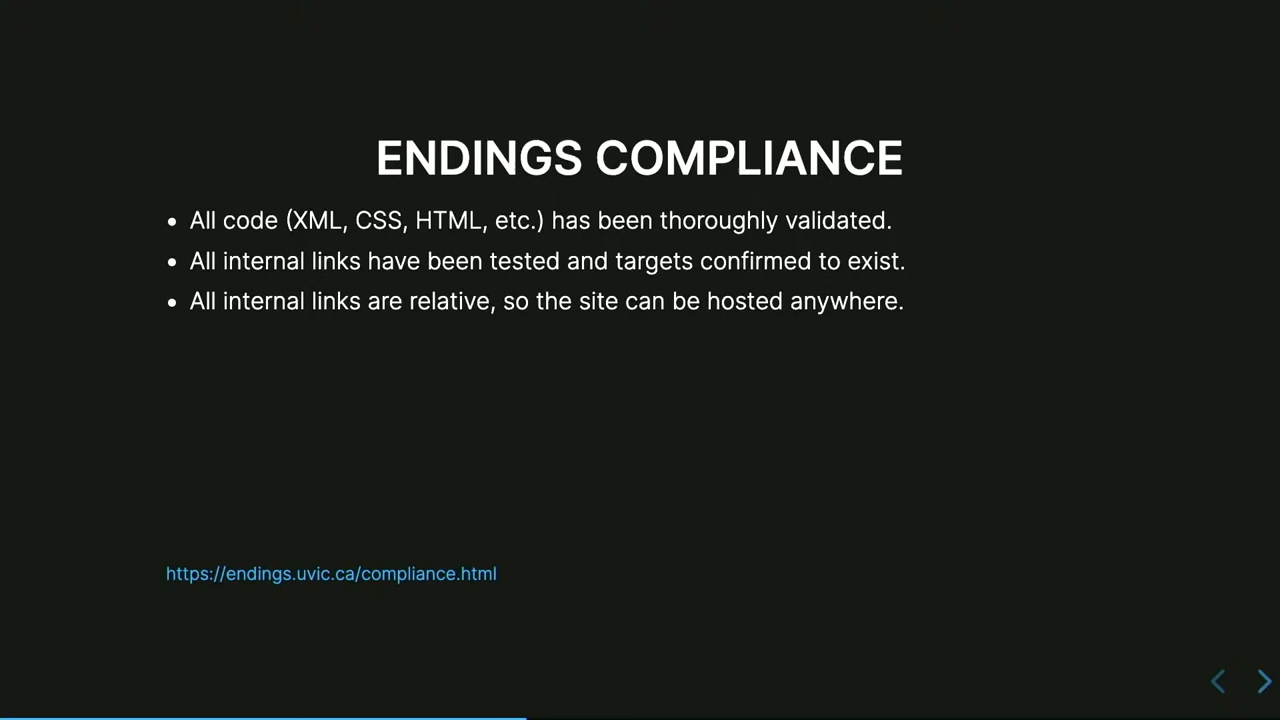 ENDINGS COMPLIANCE
• All code (XML, CSS, HTML, etc.) has been thoroughly validated.
• All internal links have been tested and targets confirmed to exist.
• All internal links are relative, so the site can be hosted anywhere.
https://endings.uvic.ca/compliance.html